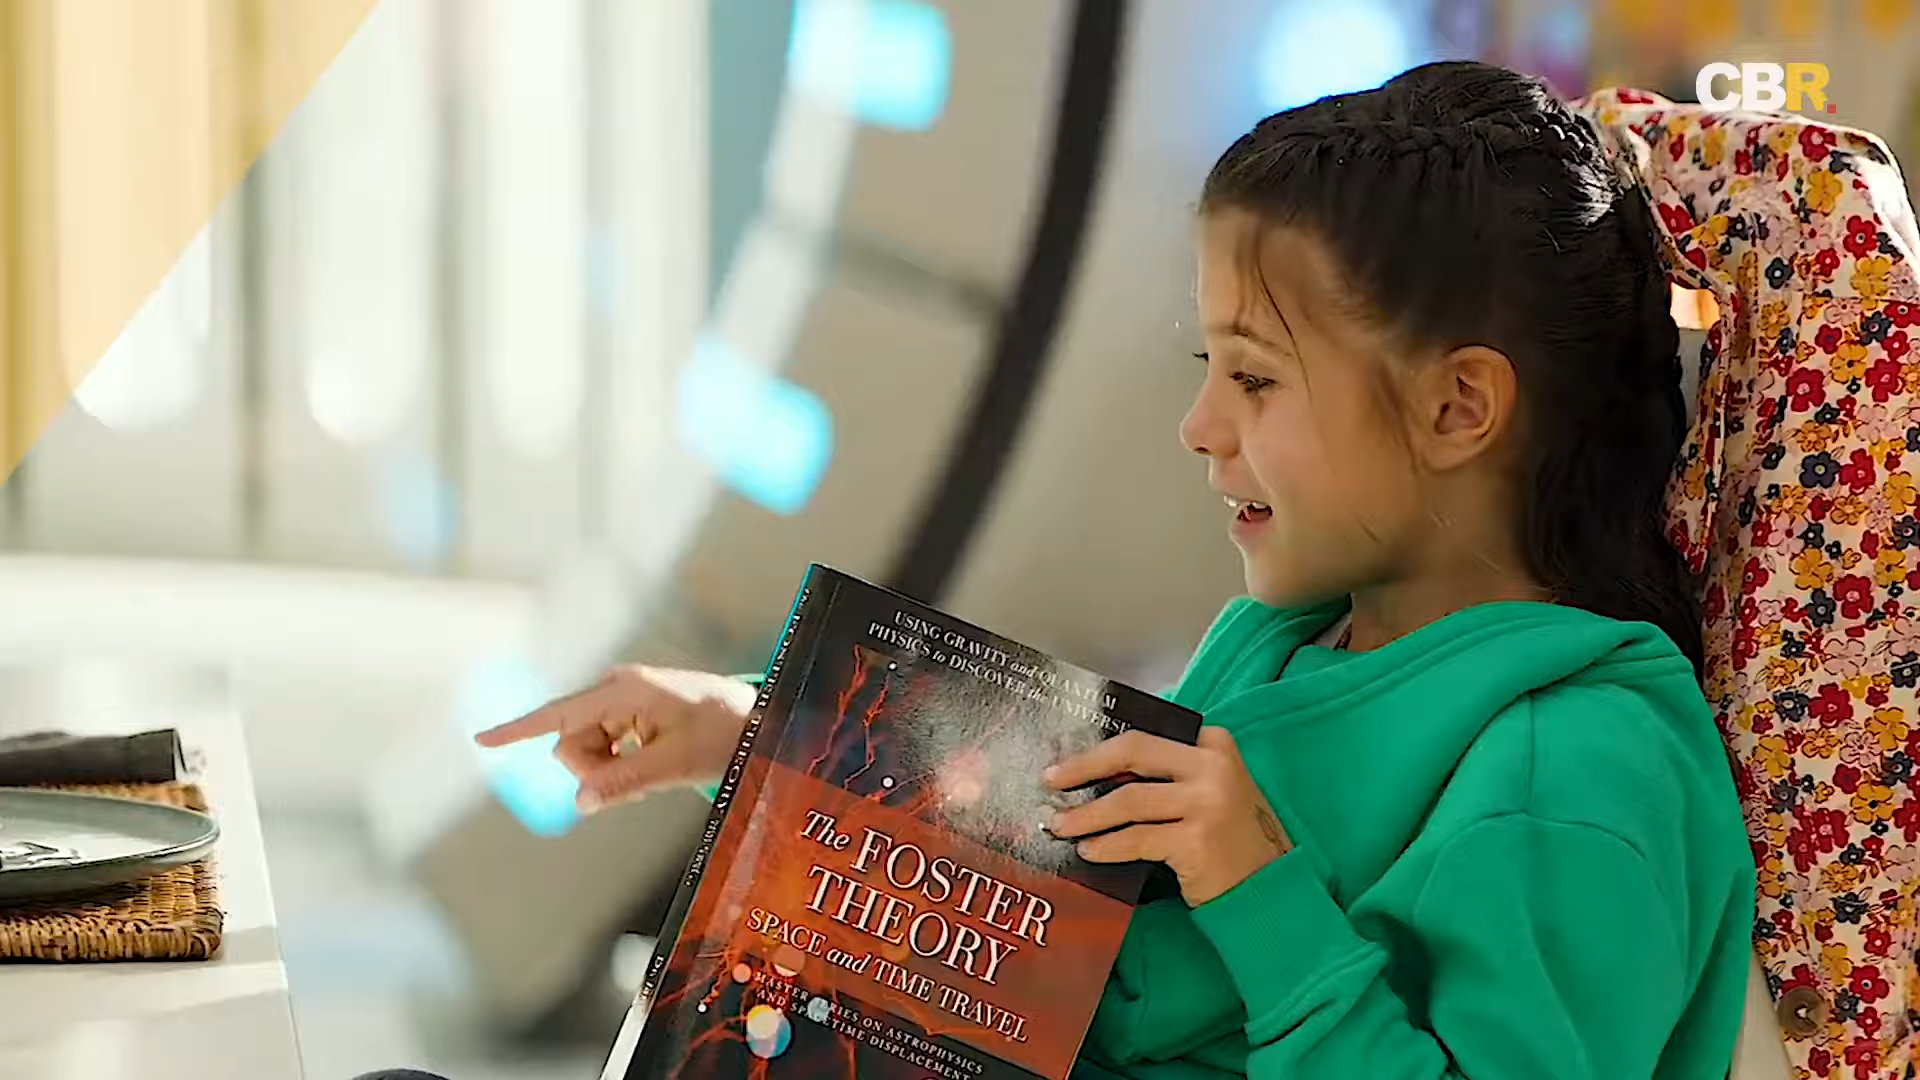 CBR
USING GRAVITY and QUANTUM
PHYSICS to DISCOVER the UNIVERSE
The FOSTER
THEORY
SPACE and TIME TRAVEL
MASTER SERIES ON ASTROPHYSICS
AND SPACETIME DISPLACEMENT